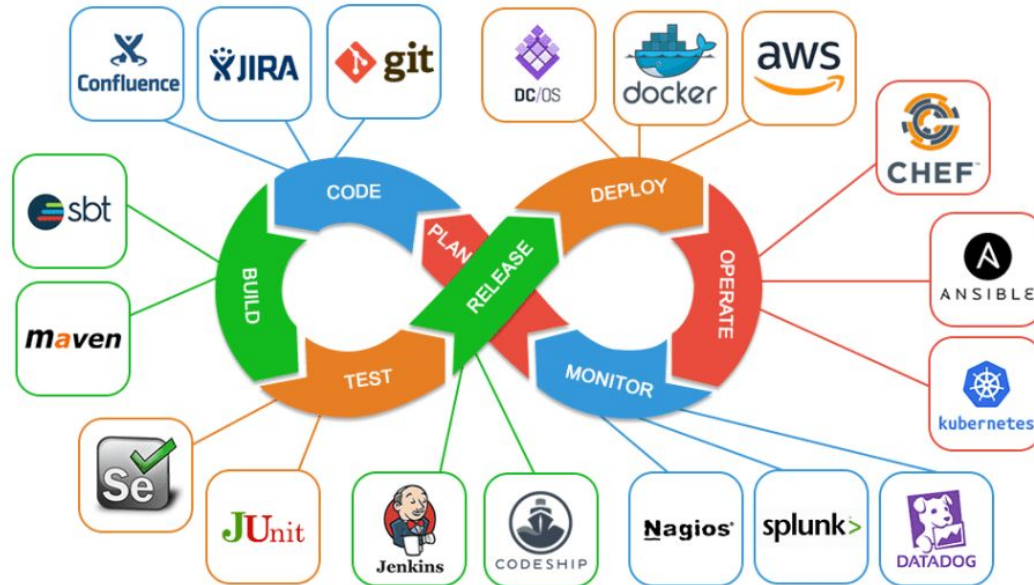 Confluence
JIRA
git
DC/OS
docker
aws
CHEF™
sbt
CODE
DEPLOY
PLAN
RELEASE
BUILD
OPERATE
ANSIBLE
maven
TEST
MONITOR
kubernetes
Se
JUnit
Jenkins
CODESHIP
Nagios®
splunk>
DATADOG